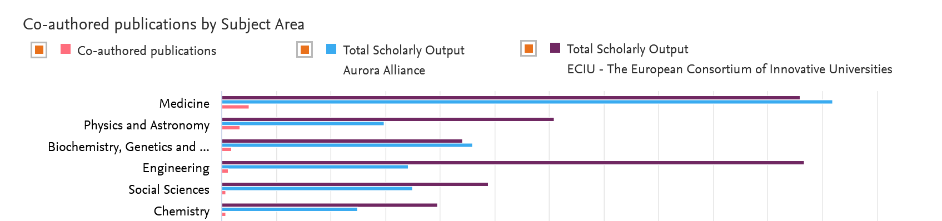 Co-authored publications by Subject Area
Co-authored publications
Total Scholarly Output
Aurora Alliance
Total Scholarly Output
ECIU - The European Consortium of Innovative Universities
Medicine
Physics and Astronomy
Biochemistry, Genetics and ...
Engineering
Social Sciences
Chemistry